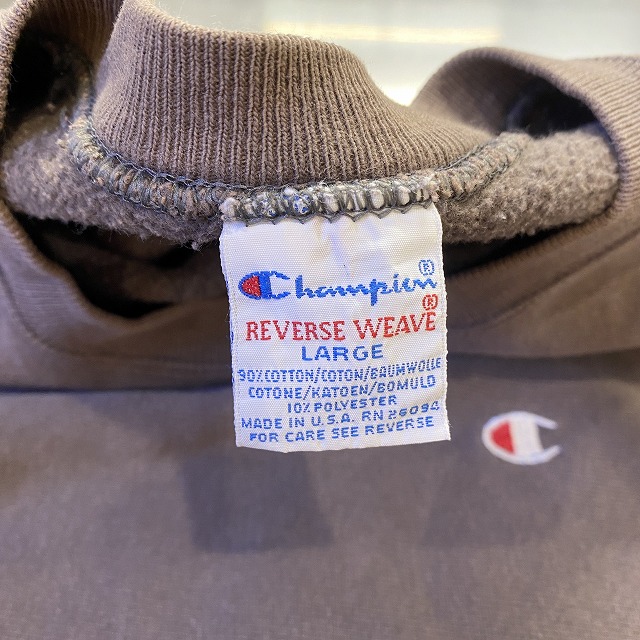 Champion®
REVERSE WEAVE®
LARGE
90% COTTON/COTON/BAUMWOLLE
COTONE/KATOEN/BOMULD
10% POLYESTER
MADE IN U.S.A. RN 26094
FOR CARE SEE REVERSE